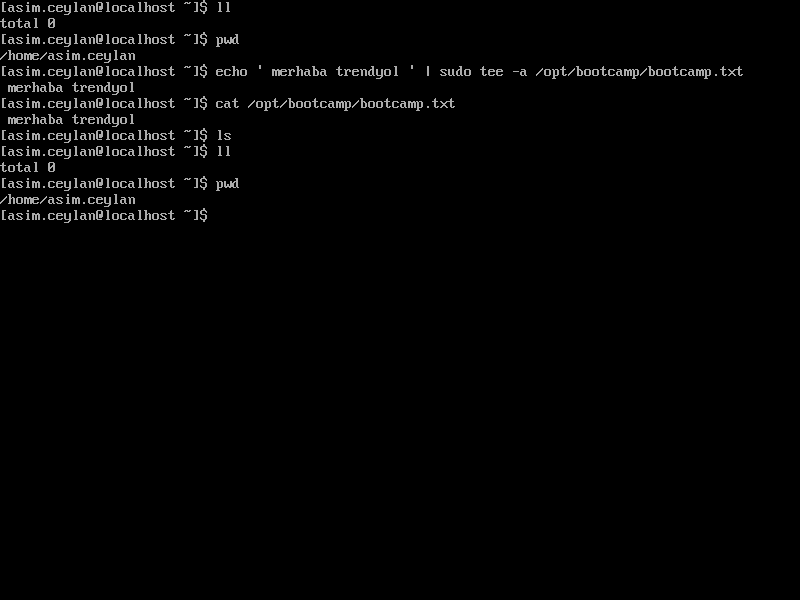 [asim.ceylan@localhost ~]$ ll
total 0
[asim.ceylan@localhost ~]$ pwd
/home/asim.ceylan
[asim.ceylan@localhost ~]$ echo ' merhaba trendyol ' | sudo tee -a /opt/bootcamp/bootcamp.txt
 merhaba trendyol
[asim.ceylan@localhost ~]$ cat /opt/bootcamp/bootcamp.txt
 merhaba trendyol
[asim.ceylan@localhost ~]$ ls
[asim.ceylan@localhost ~]$ ll
total 0
[asim.ceylan@localhost ~]$ pwd
/home/asim.ceylan
[asim.ceylan@localhost ~]$